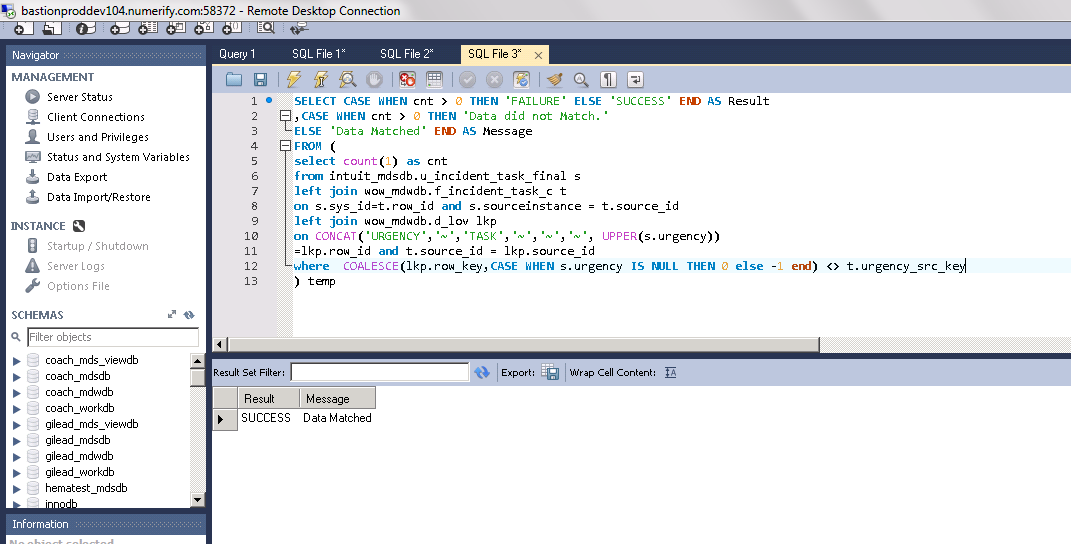 bastionproddev104.numerify.com:58372 - Remote Desktop Connection
Navigator
MANAGEMENT
Server Status
Client Connections
Users and Privileges
Status and System Variables
Data Export
Data Import/Restore
INSTANCE
Startup / Shutdown
Server Logs
Options File
SCHEMAS
Filter objects
coach_mds_viewdb
coach_mdsdb
coach_mdwdb
coach_workdb
gilead_mds_viewdb
gilead_mdsdb
gilead_mdwdb
gilead_workdb
hematest_mdsdb
innodb
Information
No object selected
Query 1 SQL File 1* SQL File 2* SQL File 3*
1 SELECT CASE WHEN cnt > 0 THEN 'FAILURE' ELSE 'SUCCESS' END AS Result
2 ,CASE WHEN cnt > 0 THEN 'Data did not Match.'
3 ELSE 'Data Matched' END AS Message
4 FROM (
5 select count(1) as cnt
6 from intuit_mdsdb.u_incident_task_final s
7 left join wow_mdwdb.f_incident_task_c t
8 on s.sys_id=t.row_id and s.sourceinstance = t.source_id
9 left join wow_mdwdb.d_lov lkp
10 on CONCAT('URGENCY','~','TASK','~','~','~', UPPER(s.urgency))
11 =lkp.row_id and t.source_id = lkp.source_id
12 where COALESCE(lkp.row_key,CASE WHEN s.urgency IS NULL THEN 0 else -1 end) <> t.urgency_src_key
13 ) temp
Result Set Filter: Export: Wrap Cell Content:
Result Message
SUCCESS Data Matched